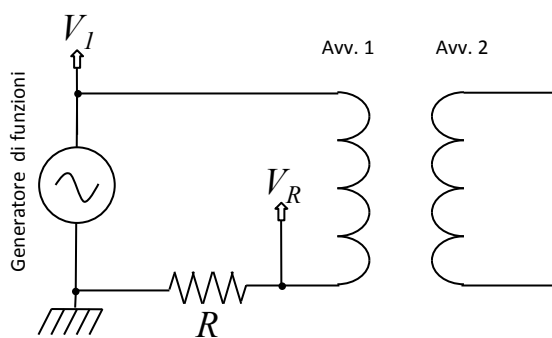 V1
Avv. 1
Avv. 2
Generatore di funzioni
VR
R